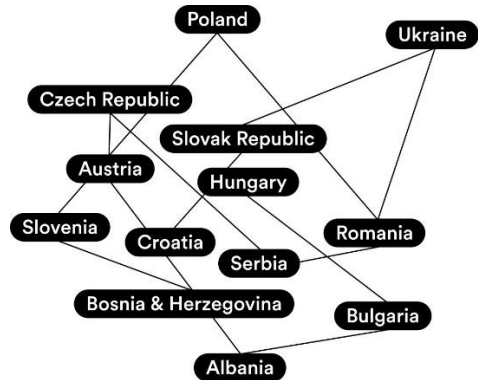 Poland
Ukraine
Czech Republic
Slovak Republic
Austria
Hungary
Slovenia
Croatia
Romania
Serbia
Bosnia & Herzegovina
Bulgaria
Albania